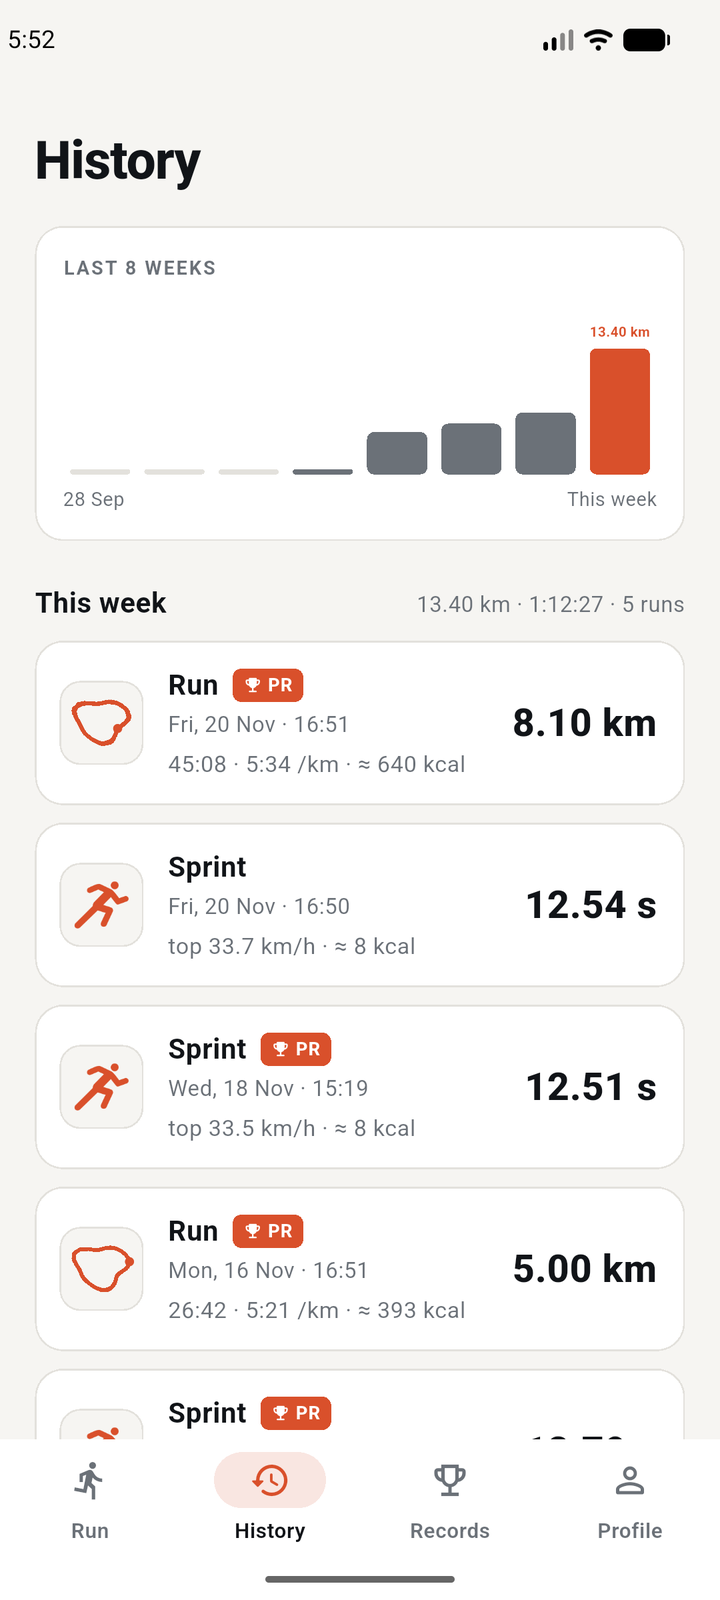 5:52
History
LAST 8 WEEKS
13.40 km
28 Sep
This week
This week
13.40 km · 1:12:27 · 5 runs
Run PR
Fri, 20 Nov · 16:51
45:08 · 5:34 /km · ≈ 640 kcal
8.10 km
Sprint
Fri, 20 Nov · 16:50
top 33.7 km/h · ≈ 8 kcal
12.54 s
Sprint PR
Wed, 18 Nov · 15:19
top 33.5 km/h · ≈ 8 kcal
12.51 s
Run PR
Mon, 16 Nov · 16:51
26:42 · 5:21 /km · ≈ 393 kcal
5.00 km
Sprint PR
Run
History
Records
Profile